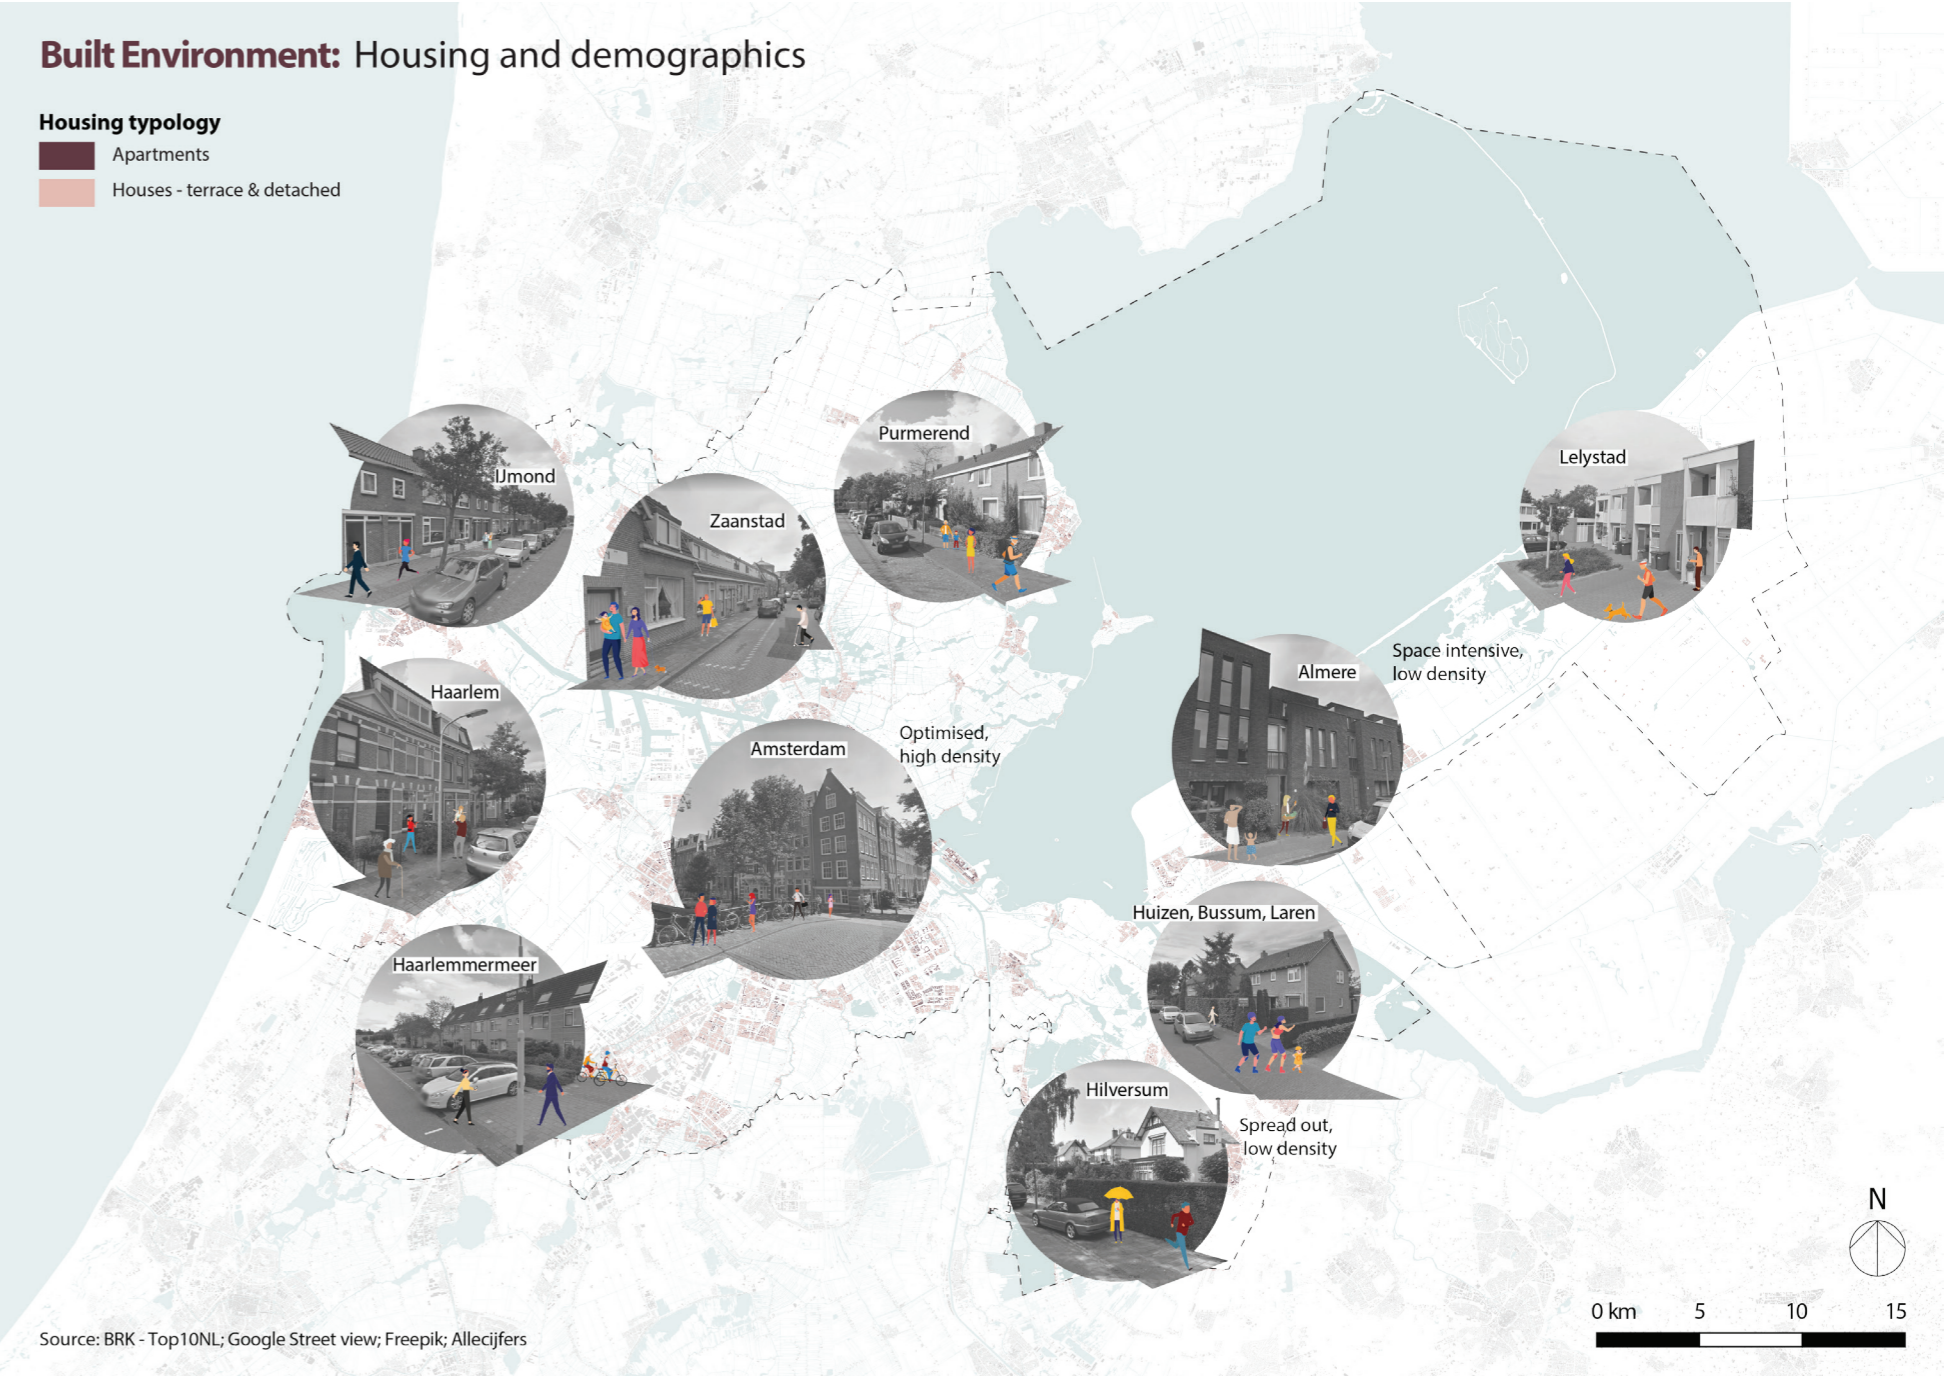 Built Environment: Housing and demographics
Housing typology
Apartments
Houses - terrace & detached
IJmond
Zaanstad
Purmerend
Lelystad
Haarlem
Amsterdam
Optimised,
high density
Almere
Space intensive,
low density
Haarlemmermeer
Huizen, Bussum, Laren
Hilversum
Spread out,
low density
N
0 km 5 10 15
Source: BRK - Top10NL; Google Street view; Freepik; Allecijfers